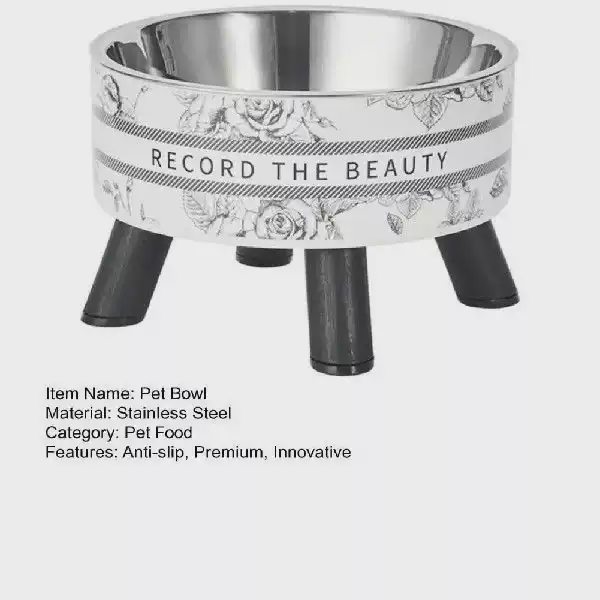 RECORD THE BEAUTY
Item Name: Pet Bowl
Material: Stainless Steel
Category: Pet Food
Features: Anti-slip, Premium, Innovative